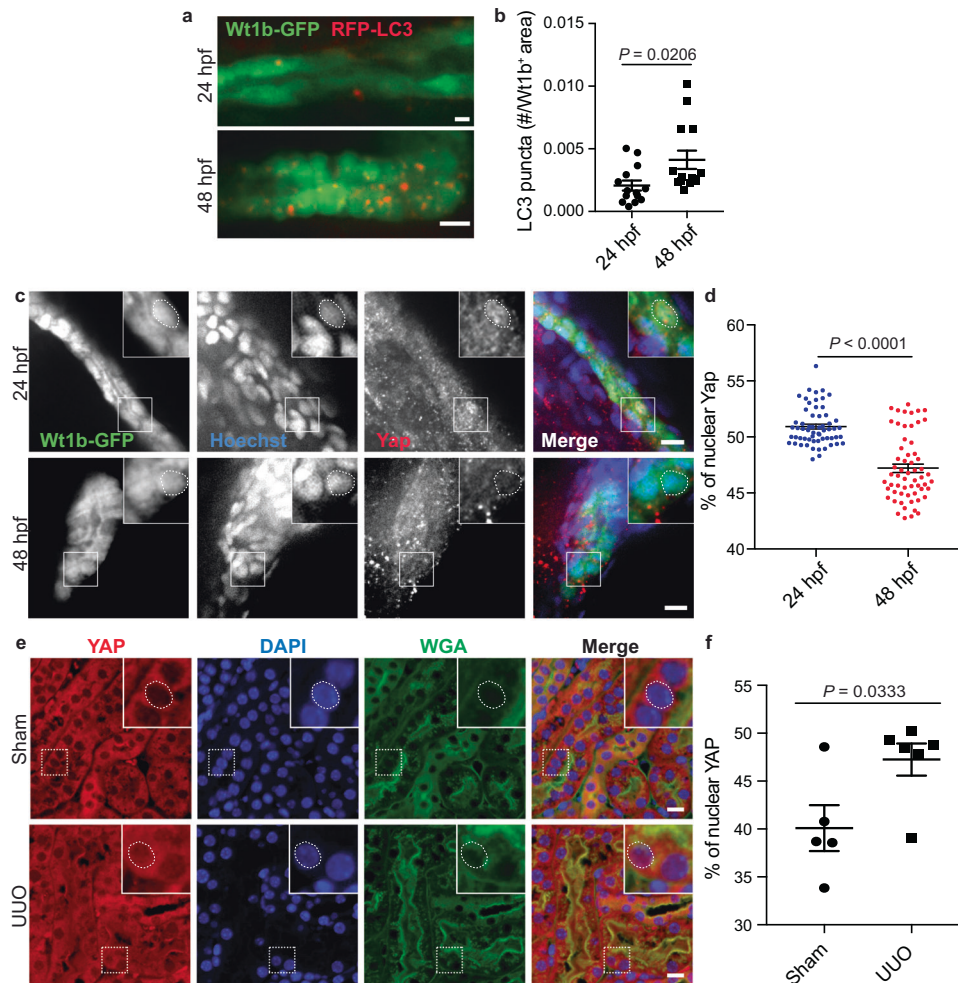 a
Wt1b-GFP RFP-LC3
24 hpf
48 hpf
b
LC3 puncta (#/Wt1b⁺ area)
0.015
0.010
0.005
0.000
P = 0.0206
24 hpf
48 hpf
c
24 hpf
Wt1b-GFP
Hoechst
Yap
Merge
48 hpf
d
% of nuclear Yap
60
55
50
45
40
P < 0.0001
24 hpf
48 hpf
e
YAP
DAPI
WGA
Merge
Sham
UUO
f
% of nuclear YAP
55
50
45
40
35
30
P = 0.0333
Sham
UUO